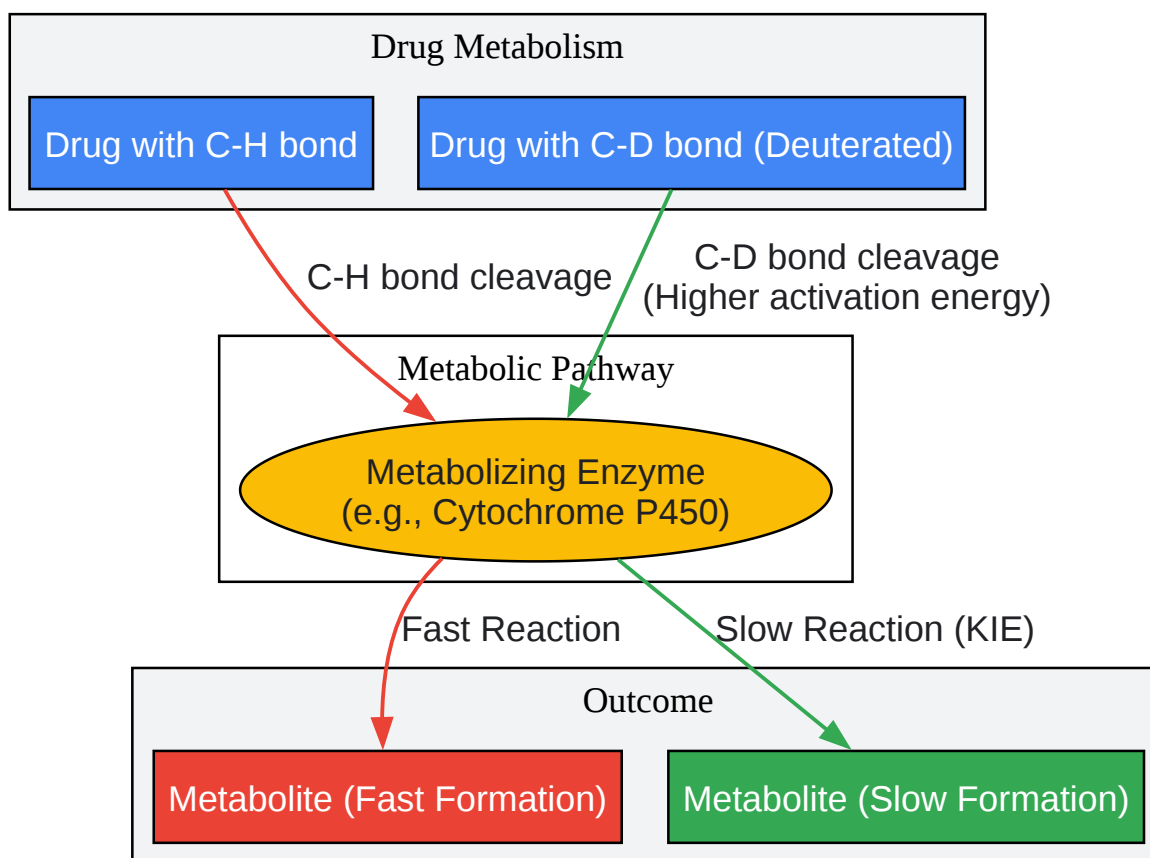 Drug Metabolism
Drug with C-H bond
Drug with C-D bond (Deuterated)
C-H bond cleavage
C-D bond cleavage
(Higher activation energy)
Metabolic Pathway
Metabolizing Enzyme
(e.g., Cytochrome P450)
Fast Reaction
Slow Reaction (KIE)
Outcome
Metabolite (Fast Formation)
Metabolite (Slow Formation)